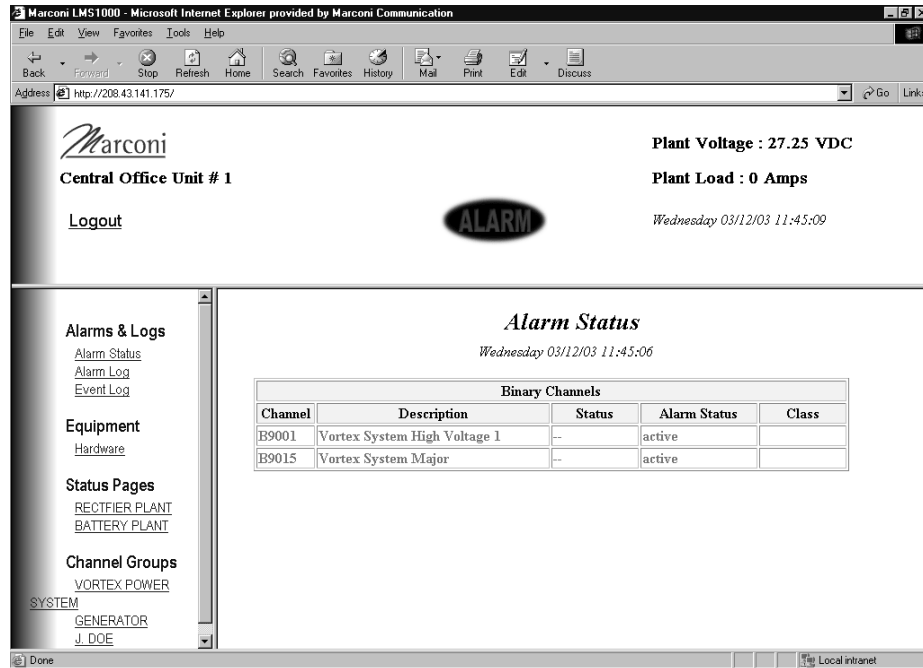 Marconi LMS1000 - Microsoft Internet Explorer provided by Marconi Communication
File Edit View Favorites Tools Help
Back Forward Stop Refresh Home Search Favorites History Mail Print Edit Discuss
Address http://208.43.141.175/ Go Links
Marconi
Central Office Unit # 1
Logout
ALARM
Plant Voltage : 27.25 VDC
Plant Load : 0 Amps
Wednesday 03/12/03 11:45:09
Alarms & Logs
Alarm Status
Alarm Log
Event Log
Equipment
Hardware
Status Pages
RECTFIER PLANT
BATTERY PLANT
Channel Groups
VORTEX POWER
SYSTEM
GENERATOR
J. DOE
Alarm Status
Wednesday 03/12/03 11:45:06
Binary Channels
Channel Description Status Alarm Status Class
B9001 Vortex System High Voltage 1 -- active
B9015 Vortex System Major -- active
Done
Local intranet